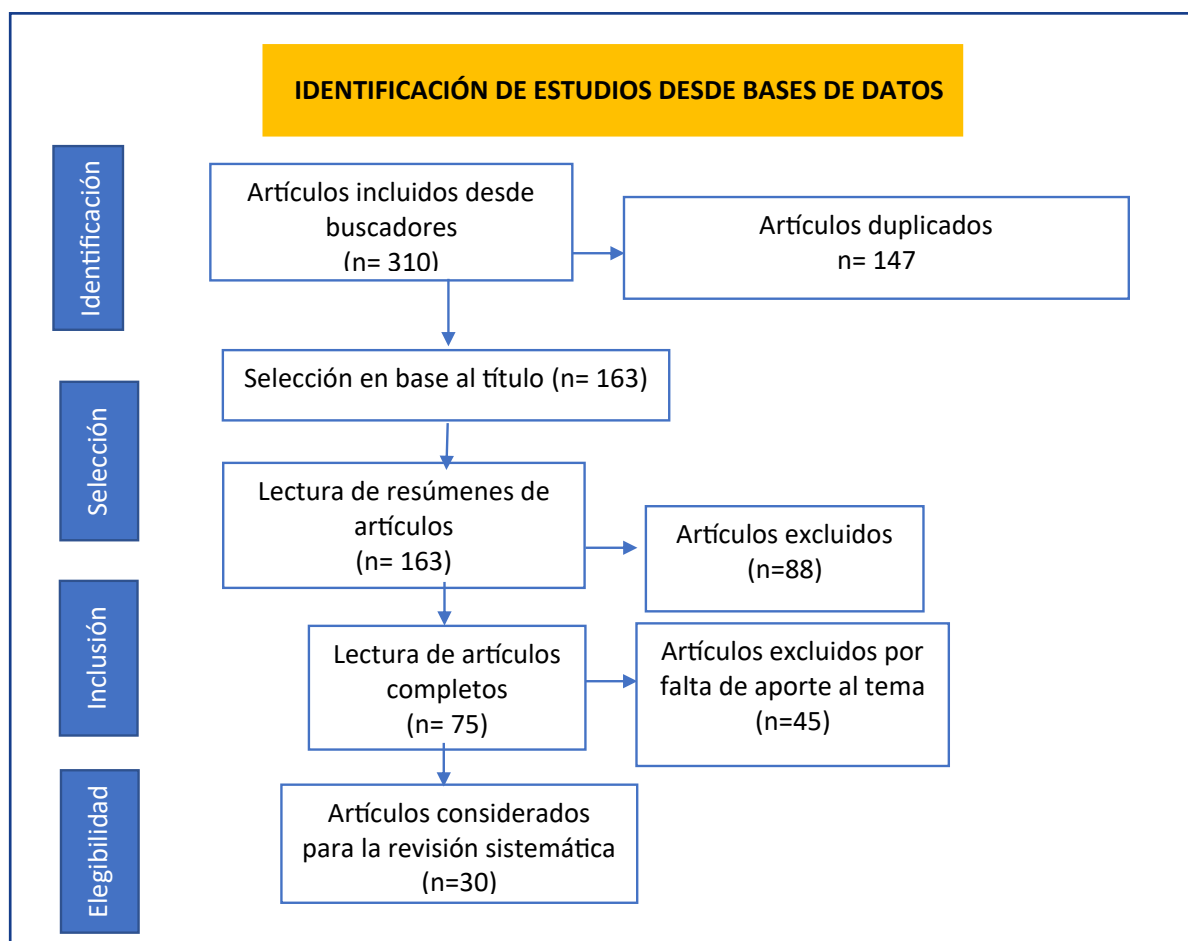 IDENTIFICACIÓN DE ESTUDIOS DESDE BASES DE DATOS
Identificación
Artículos incluidos desde
buscadores
(n= 310)
Artículos duplicados
n= 147
Selección en base al título (n= 163)
Selección
Lectura de resúmenes de
artículos
(n= 163)
Artículos excluidos
(n=88)
Inclusión
Lectura de artículos
completos
(n= 75)
Artículos excluidos por
falta de aporte al tema
(n=45)
Elegibilidad
Artículos considerados
para la revisión sistemática
(n=30)